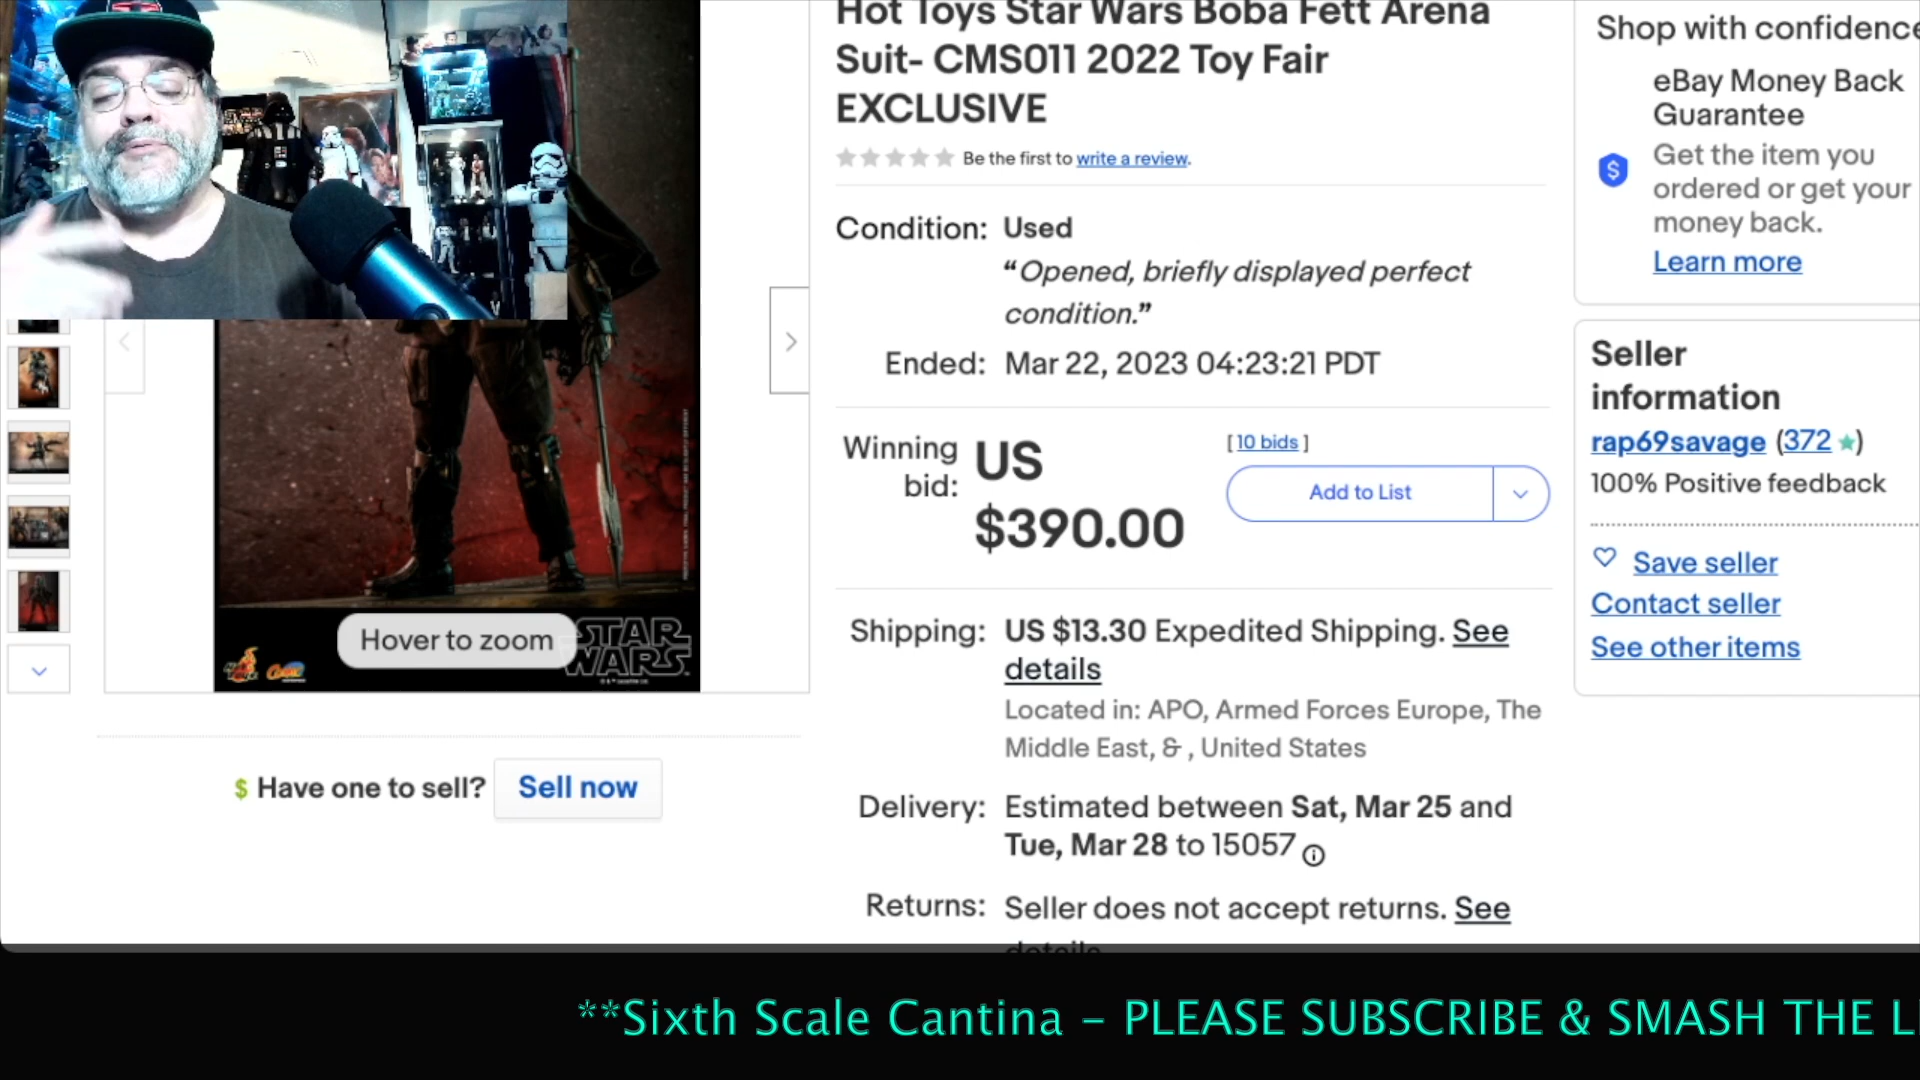 Hot Toys Star Wars Boba Fett Arena
Suit- CMS011 2022 Toy Fair
EXCLUSIVE
Be the first to write a review.
Condition: Used
“Opened, briefly displayed perfect
condition.”
Ended: Mar 22, 2023 04:23:21 PDT
Winning
bid:
US
$390.00
[ 10 bids ]
Add to List
Shipping: US $13.30 Expedited Shipping. See
details
Located in: APO, Armed Forces Europe, The
Middle East, & , United States
Delivery: Estimated between Sat, Mar 25 and
Tue, Mar 28 to 15057
Returns: Seller does not accept returns. See
details
Shop with confidence
eBay Money Back
Guarantee
$
Get the item you
ordered or get your
money back.
Learn more
Seller
information
rap69savage (372)
100% Positive feedback
Save seller
Contact seller
See other items
Hover to zoom
STAR
WARS
$ Have one to sell? Sell now
**Sixth Scale Cantina – PLEASE SUBSCRIBE & SMASH THE L